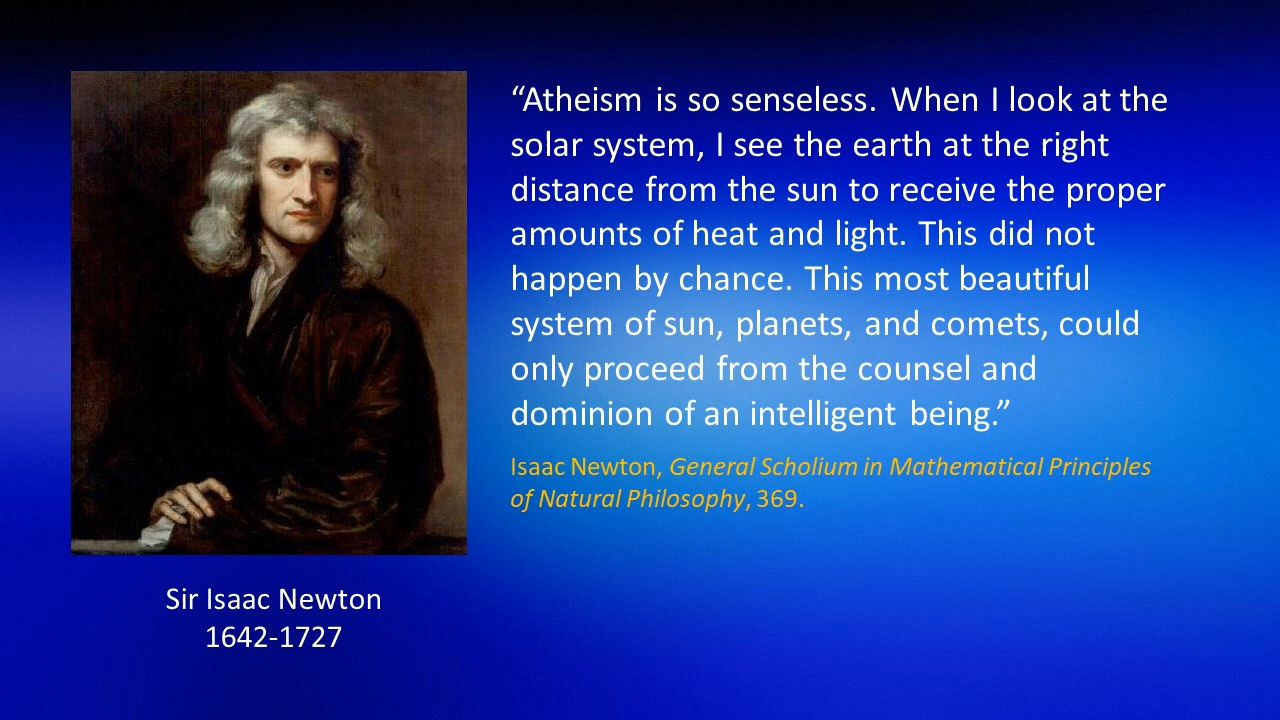 “Atheism is so senseless. When I look at the
solar system, I see the earth at the right
distance from the sun to receive the proper
amounts of heat and light. This did not
happen by chance. This most beautiful
system of sun, planets, and comets, could
only proceed from the counsel and
dominion of an intelligent being.”
Isaac Newton, General Scholium in Mathematical Principles
of Natural Philosophy, 369.
Sir Isaac Newton
1642-1727